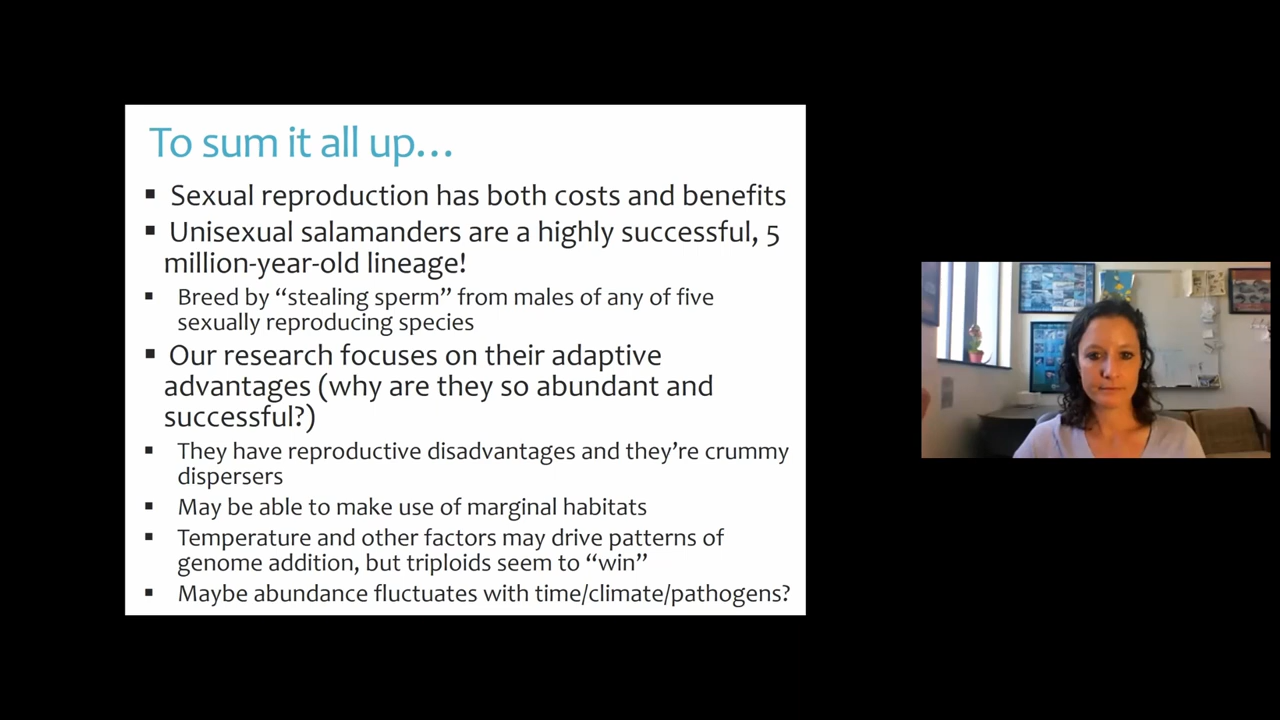 To sum it all up…
▪ Sexual reproduction has both costs and benefits
▪ Unisexual salamanders are a highly successful, 5
million-year-old lineage!
▪ Breed by “stealing sperm” from males of any of five
sexually reproducing species
▪ Our research focuses on their adaptive
advantages (why are they so abundant and
successful?)
▪ They have reproductive disadvantages and they’re crummy
dispersers
▪ May be able to make use of marginal habitats
▪ Temperature and other factors may drive patterns of
genome addition, but triploids seem to “win”
▪ Maybe abundance fluctuates with time/climate/pathogens?